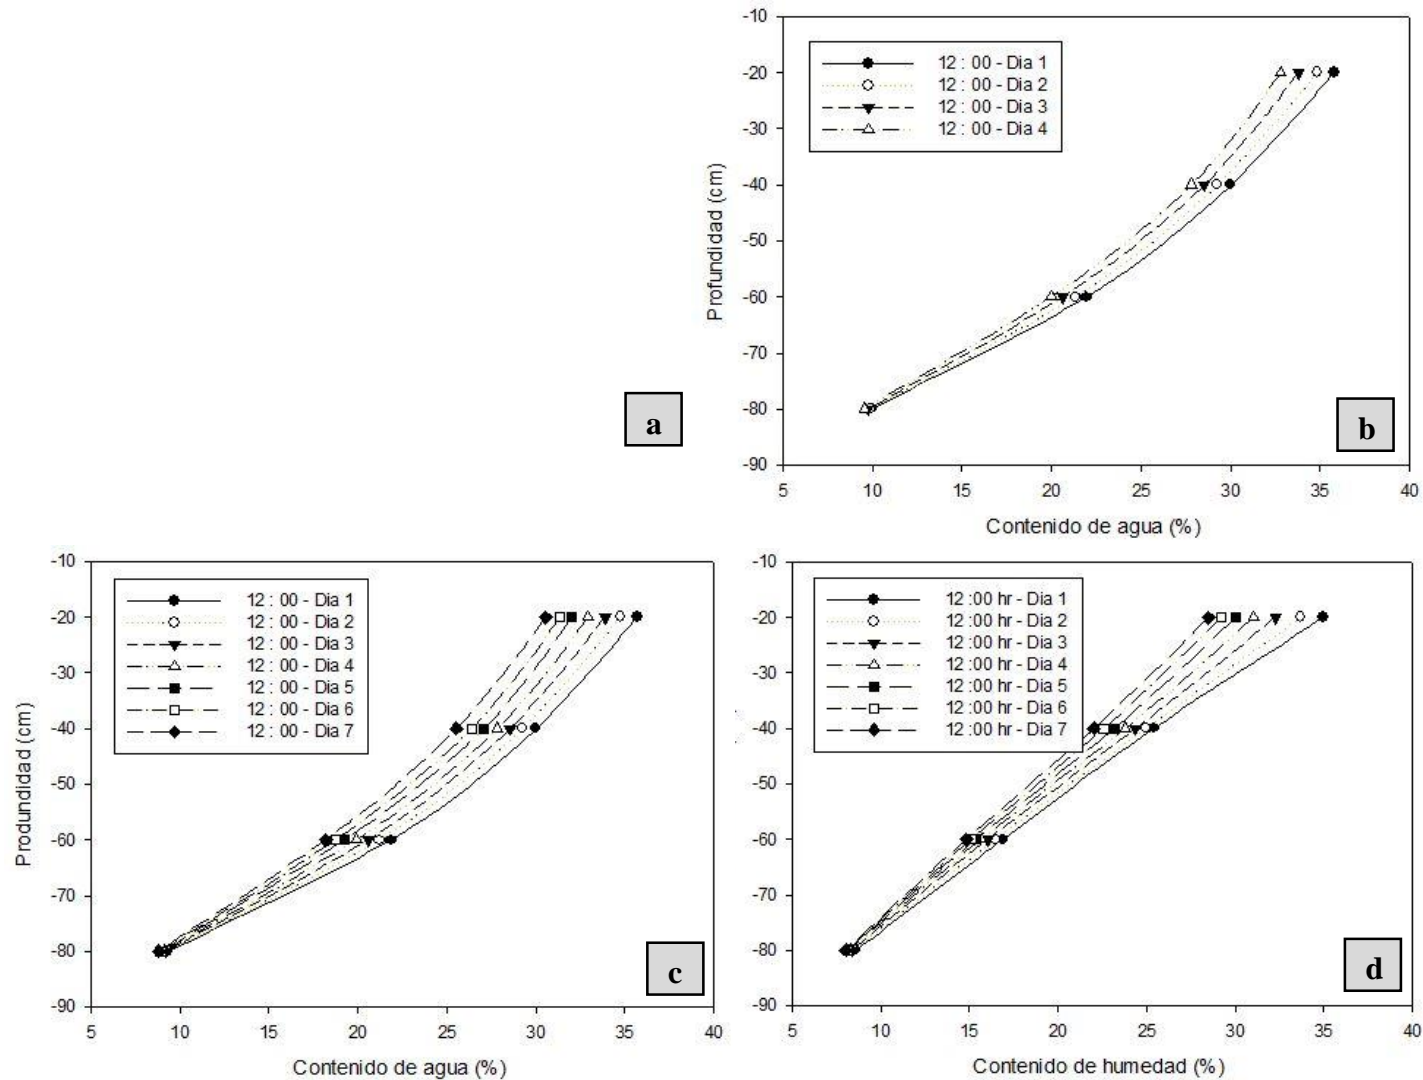 a
-10
-20
-30
-40
-50
-60
-70
-80
-90
Profundidad (cm)
12 : 00 - Dia 1
12 : 00 - Dia 2
12 : 00 - Dia 3
12 : 00 - Dia 4
b
5 10 15 20 25 30 35 40
Contenido de agua (%)
-10
-20
-30
-40
-50
-60
-70
-80
-90
Produndidad (cm)
12 : 00 - Dia 1
12 : 00 - Dia 2
12 : 00 - Dia 3
12 : 00 - Dia 4
12 : 00 - Dia 5
12 : 00 - Dia 6
12 : 00 - Dia 7
c
5 10 15 20 25 30 35 40
Contenido de agua (%)
-10
-20
-30
-40
-50
-60
-70
-80
-90
12 :00 hr - Dia 1
12 :00 hr - Dia 2
12 :00 hr - Dia 3
12 :00 hr - Dia 4
12 :00 hr - Dia 5
12 :00 hr - Dia 6
12 :00 hr - Dia 7
d
5 10 15 20 25 30 35 40
Contenido de humedad (%)